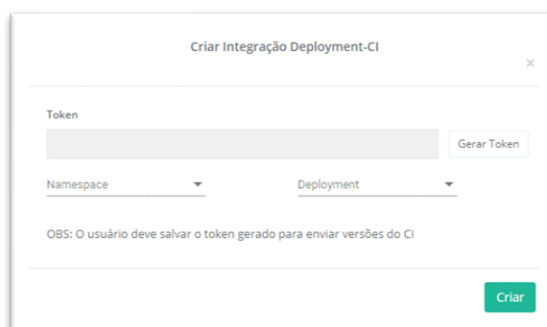 Criar Integração Deployment-CI
×
Token
Gerar Token
Namespace
Deployment
OBS: O usuário deve salvar o token gerado para enviar versões do CI
Criar